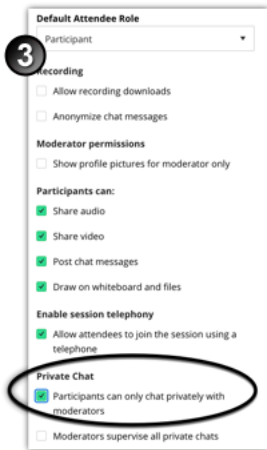 Default Attendee Role
Participant
3
Recording
Allow recording downloads
Anonymize chat messages
Moderator permissions
Show profile pictures for moderator only
Participants can:
Share audio
Share video
Post chat messages
Draw on whiteboard and files
Enable session telephony
Allow attendees to join the session using a
telephone
Private Chat
Participants can only chat privately with
moderators
Moderators supervise all private chats